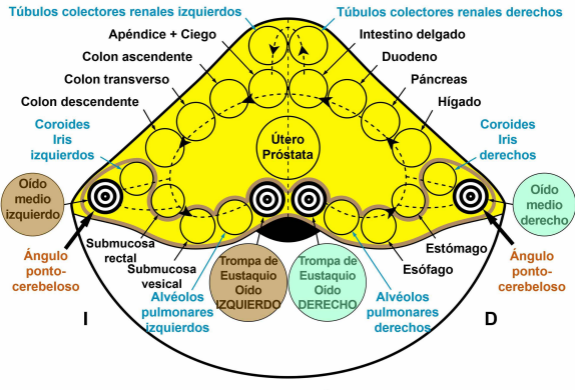 Túbulos colectores renales izquierdos
Túbulos colectores renales derechos
Apéndice + Ciego
Intestino delgado
Colon ascendente
Duodeno
Colon transverso
Páncreas
Colon descendente
Hígado
Coroides
Iris
izquierdos
Coroides
Iris
derechos
Útero
Próstata
Oído
medio
izquierdo
Oído
medio
derecho
Ángulo
ponto-
cerebeloso
Submucosa
rectal
Submucosa
vesical
Alvéolos
pulmonares
izquierdos
Trompa de
Eustaquio
Oído
IZQUIERDO
Trompa de
Eustaquio
Oído
DERECHO
Alvéolos
pulmonares
derechos
Esófago
Estómago
Ángulo
ponto-
cerebeloso
I
D